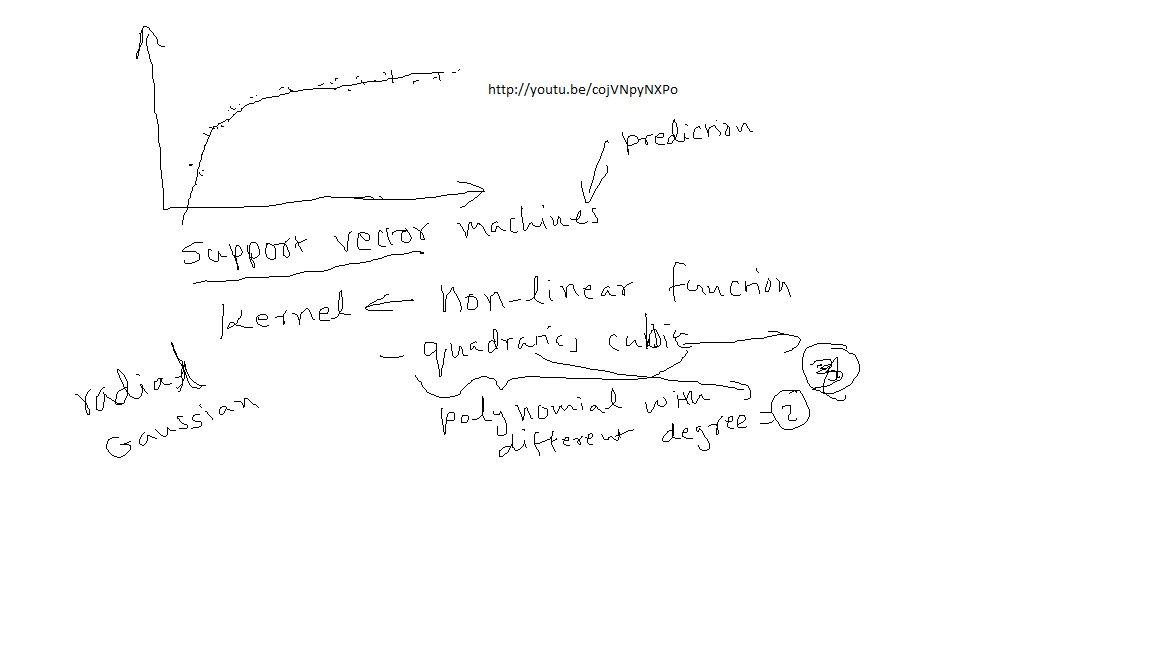 http://youtu.be/cojVNpyNXPo
prediction
Support vector machines
Kernel ← Non-linear function
- quadratic, cubic
3
radial
Gaussian
polynomial with
different degree = 2